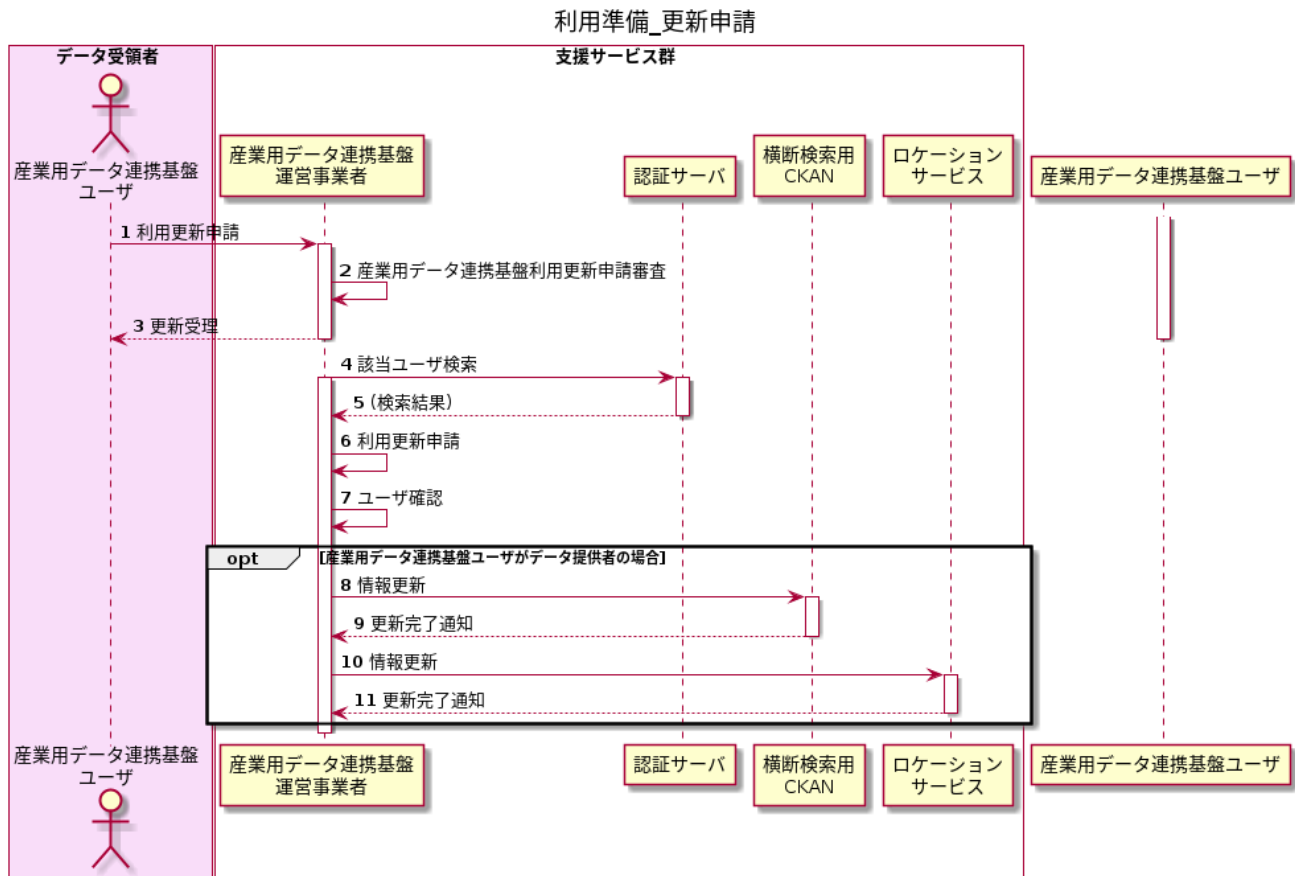 利用準備_更新申請
データ受領者
支援サービス群
産業用データ連携基盤
ユーザ
産業用データ連携基盤
運営事業者
認証サーバ
横断検索用
CKAN
ロケーション
サービス
産業用データ連携基盤ユーザ
1 利用更新申請
2 産業用データ連携基盤利用更新申請審査
3 更新受理
4 該当ユーザ検索
5 (検索結果)
6 利用更新申請
7 ユーザ確認
opt [産業用データ連携基盤ユーザがデータ提供者の場合]
8 情報更新
9 更新完了通知
10 情報更新
11 更新完了通知
産業用データ連携基盤
ユーザ
産業用データ連携基盤
運営事業者
認証サーバ
横断検索用
CKAN
ロケーション
サービス
産業用データ連携基盤ユーザ